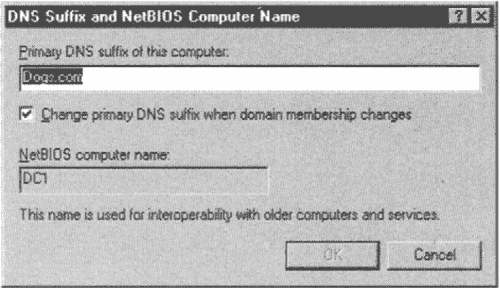 DNS Suffix and NetBIOS Computer Name
Primary DNS suffix of this computer:
Dogs.com
Change primary DNS suffix when domain membership changes
NetBIOS computer name:
DC1
This name is used for interoperability with older computers and services.
OK
Cancel